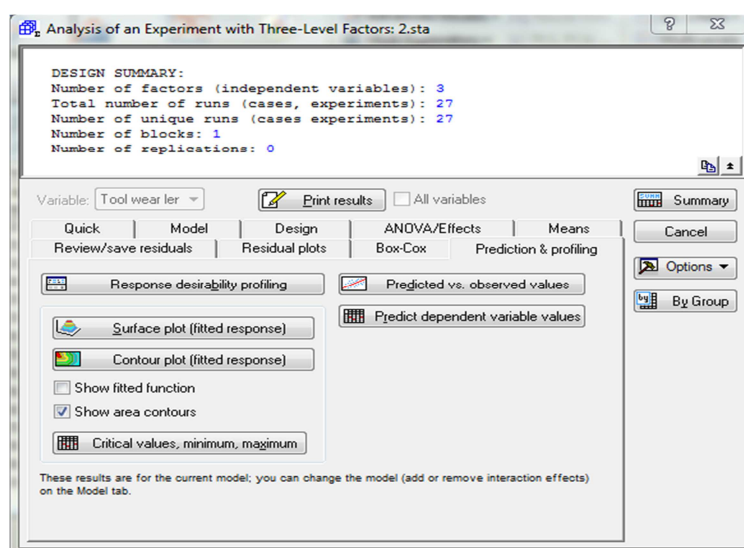 Analysis of an Experiment with Three-Level Factors: 2.sta
DESIGN SUMMARY:
Number of factors (independent variables): 3
Total number of runs (cases, experiments): 27
Number of unique runs (cases experiments): 27
Number of blocks: 1
Number of replications: 0
Variable: Tool wear ler Print results All variables Summary
Quick Model Design ANOVA/Effects Means Cancel
Review/save residuals Residual plots Box-Cox Prediction & profiling
Options
Response desirability profiling Predicted vs. observed values
By Group
Surface plot (fitted response) Predict dependent variable values
Contour plot (fitted response)
Show fitted function
Show area contours
Critical values, minimum, maximum
These results are for the current model; you can change the model (add or remove interaction effects)
on the Model tab.